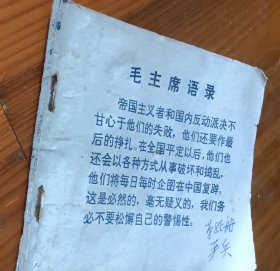 毛主席语录
帝国主义者和国内反动派决不
甘心于他们的失败，他们还要作最
后的挣扎。在全国平定以后，他们也
还会以各种方式从事破坏和捣乱，
他们将每日每时企图在中国复辟。
这是必然的，毫无疑义的，我们务
必不要松懈自己的警惕性。